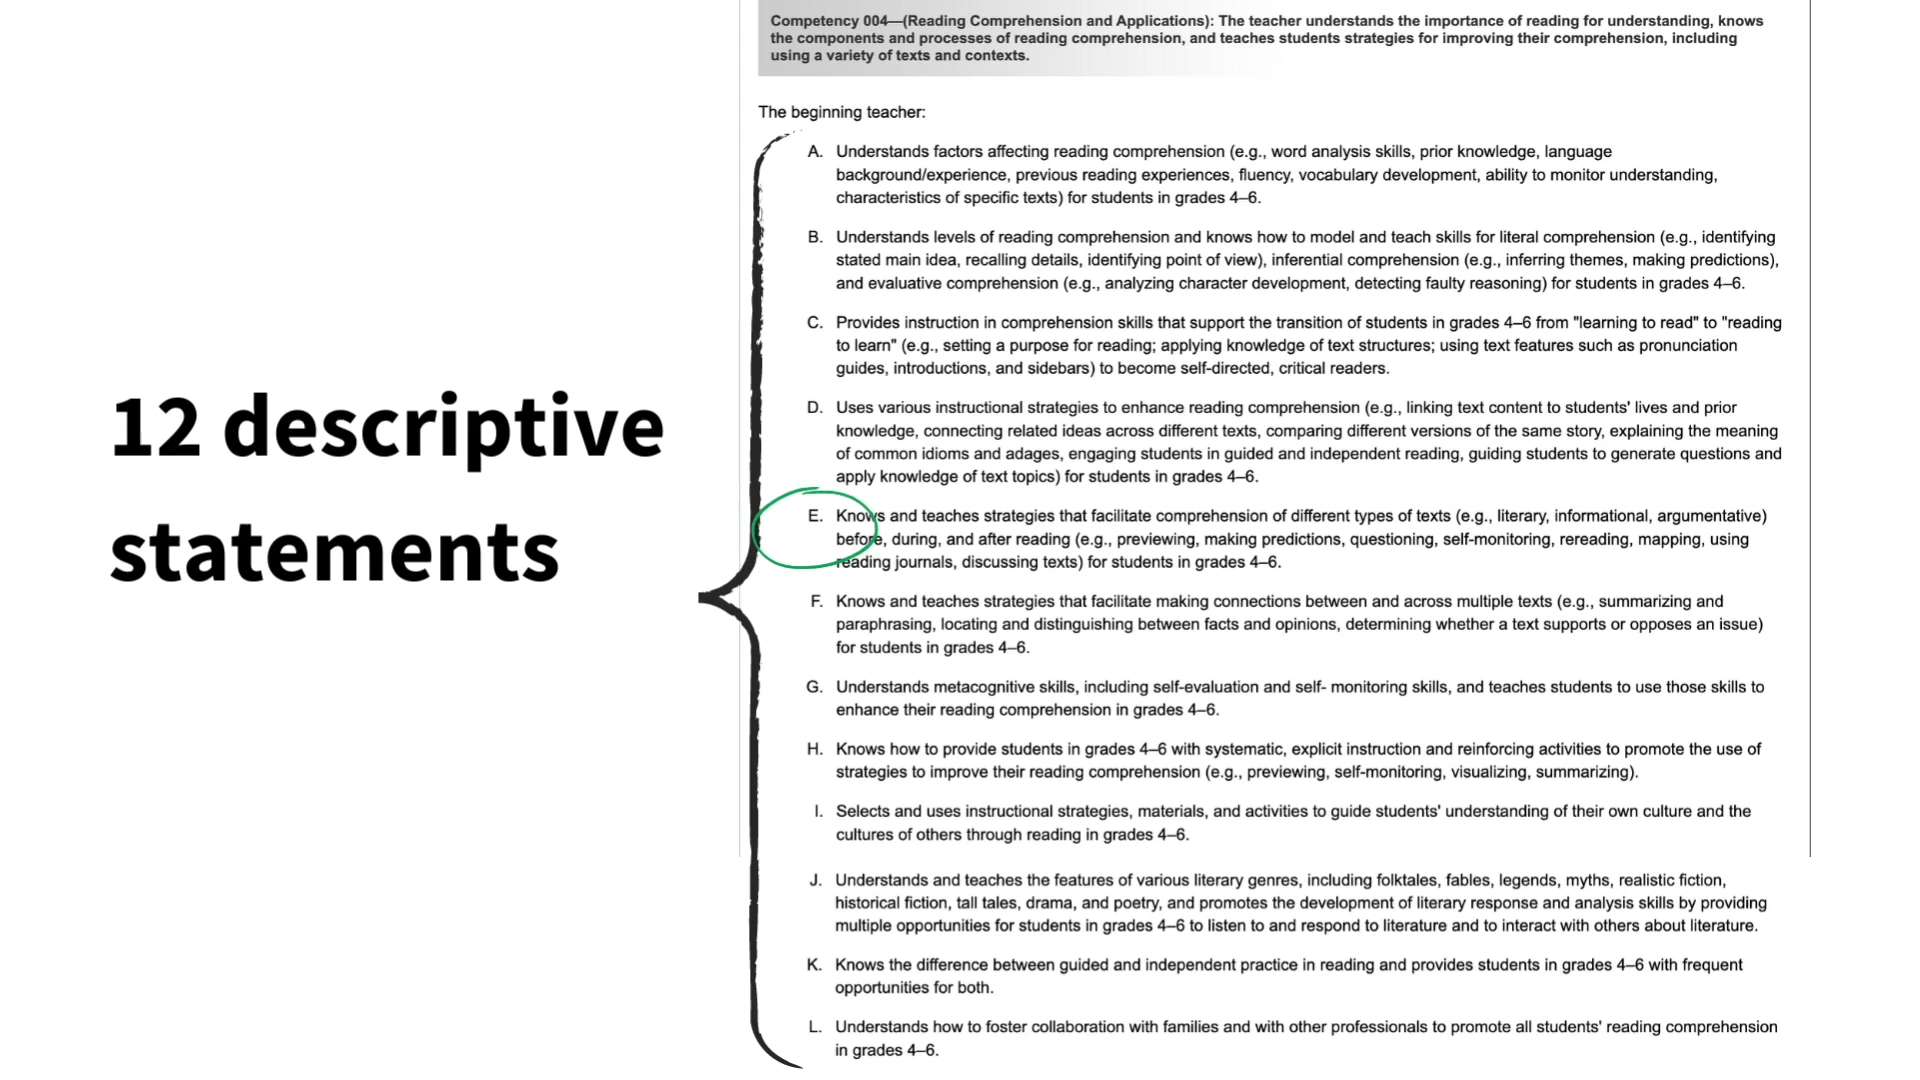 12 descriptive
statements
Competency 004—(Reading Comprehension and Applications): The teacher understands the importance of reading for understanding, knows
the components and processes of reading comprehension, and teaches students strategies for improving their comprehension, including
using a variety of texts and contexts.
The beginning teacher:
A. Understands factors affecting reading comprehension (e.g., word analysis skills, prior knowledge, language
background/experience, previous reading experiences, fluency, vocabulary development, ability to monitor understanding,
characteristics of specific texts) for students in grades 4–6.
B. Understands levels of reading comprehension and knows how to model and teach skills for literal comprehension (e.g., identifying
stated main idea, recalling details, identifying point of view), inferential comprehension (e.g., inferring themes, making predictions),
and evaluative comprehension (e.g., analyzing character development, detecting faulty reasoning) for students in grades 4–6.
C. Provides instruction in comprehension skills that support the transition of students in grades 4–6 from "learning to read" to "reading
to learn" (e.g., setting a purpose for reading; applying knowledge of text structures; using text features such as pronunciation
guides, introductions, and sidebars) to become self-directed, critical readers.
D. Uses various instructional strategies to enhance reading comprehension (e.g., linking text content to students' lives and prior
knowledge, connecting related ideas across different texts, comparing different versions of the same story, explaining the meaning
of common idioms and adages, engaging students in guided and independent reading, guiding students to generate questions and
apply knowledge of text topics) for students in grades 4–6.
E. Knows and teaches strategies that facilitate comprehension of different types of texts (e.g., literary, informational, argumentative)
before, during, and after reading (e.g., previewing, making predictions, questioning, self-monitoring, rereading, mapping, using
reading journals, discussing texts) for students in grades 4–6.
F. Knows and teaches strategies that facilitate making connections between and across multiple texts (e.g., summarizing and
paraphrasing, locating and distinguishing between facts and opinions, determining whether a text supports or opposes an issue)
for students in grades 4–6.
G. Understands metacognitive skills, including self-evaluation and self- monitoring skills, and teaches students to use those skills to
enhance their reading comprehension in grades 4–6.
H. Knows how to provide students in grades 4–6 with systematic, explicit instruction and reinforcing activities to promote the use of
strategies to improve their reading comprehension (e.g., previewing, self-monitoring, visualizing, summarizing).
I. Selects and uses instructional strategies, materials, and activities to guide students' understanding of their own culture and the
cultures of others through reading in grades 4–6.
J. Understands and teaches the features of various literary genres, including folktales, fables, legends, myths, realistic fiction,
historical fiction, tall tales, drama, and poetry, and promotes the development of literary response and analysis skills by providing
multiple opportunities for students in grades 4–6 to listen to and respond to literature and to interact with others about literature.
K. Knows the difference between guided and independent practice in reading and provides students in grades 4–6 with frequent
opportunities for both.
L. Understands how to foster collaboration with families and with other professionals to promote all students' reading comprehension
in grades 4–6.